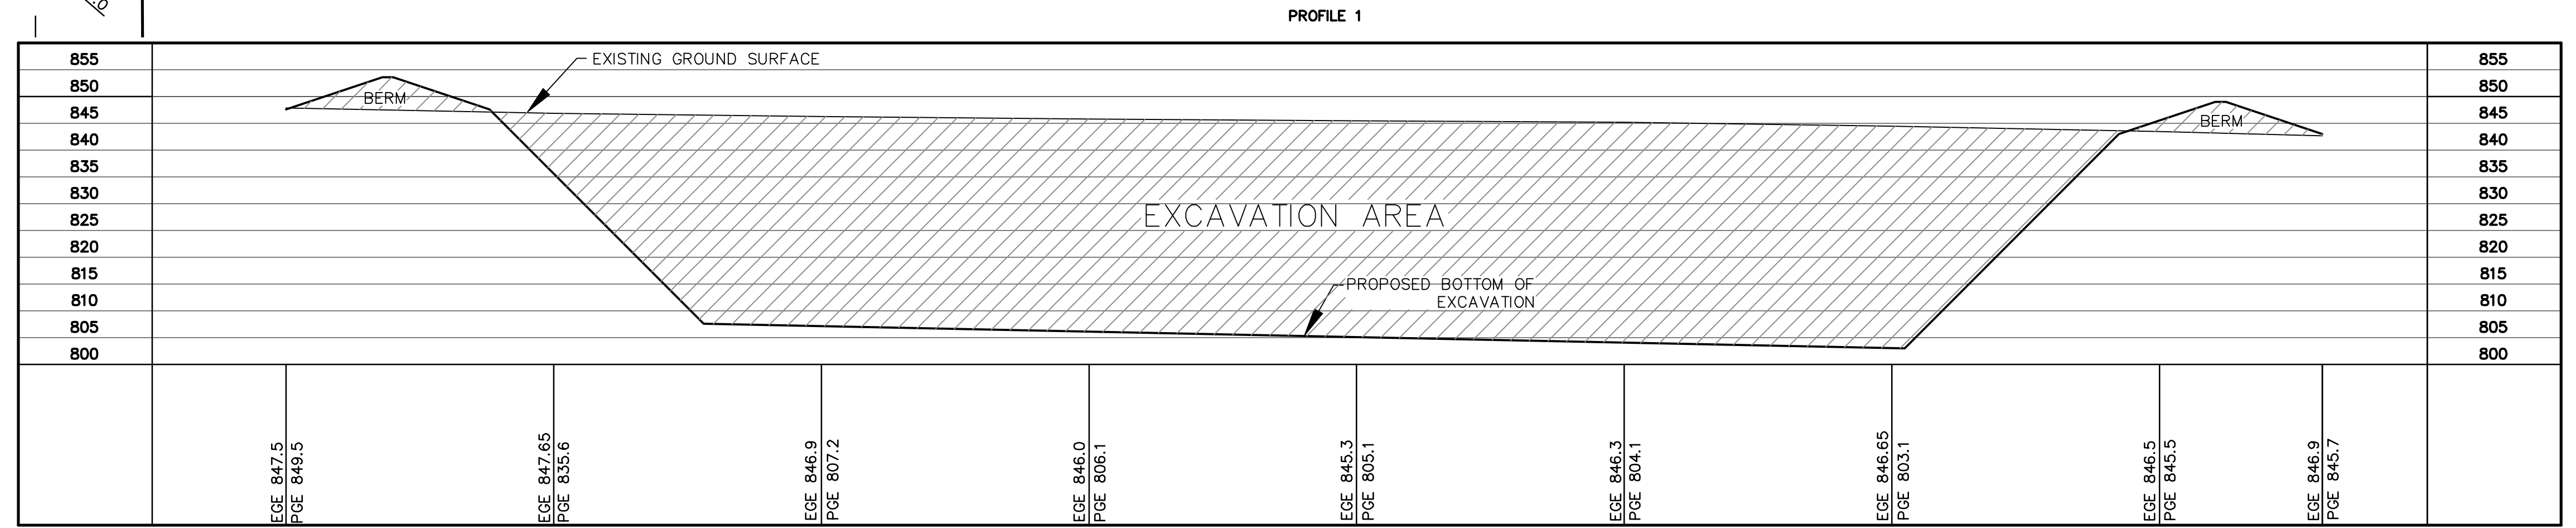 PROFILE 1
855
850
845
840
835
830
825
820
815
810
805
800
EXISTING GROUND SURFACE
BERM
EXCAVATION AREA
PROPOSED BOTTOM OF
EXCAVATION
BERM
855
850
845
840
835
830
825
820
815
810
805
800
EGE 847.5
PGE 849.5
EGE 847.65
PGE 835.6
EGE 846.9
PGE 807.2
EGE 846.0
PGE 806.1
EGE 845.3
PGE 805.1
EGE 846.3
PGE 804.1
EGE 846.65
PGE 803.1
EGE 846.5
PGE 845.5
EGE 846.9
PGE 845.7